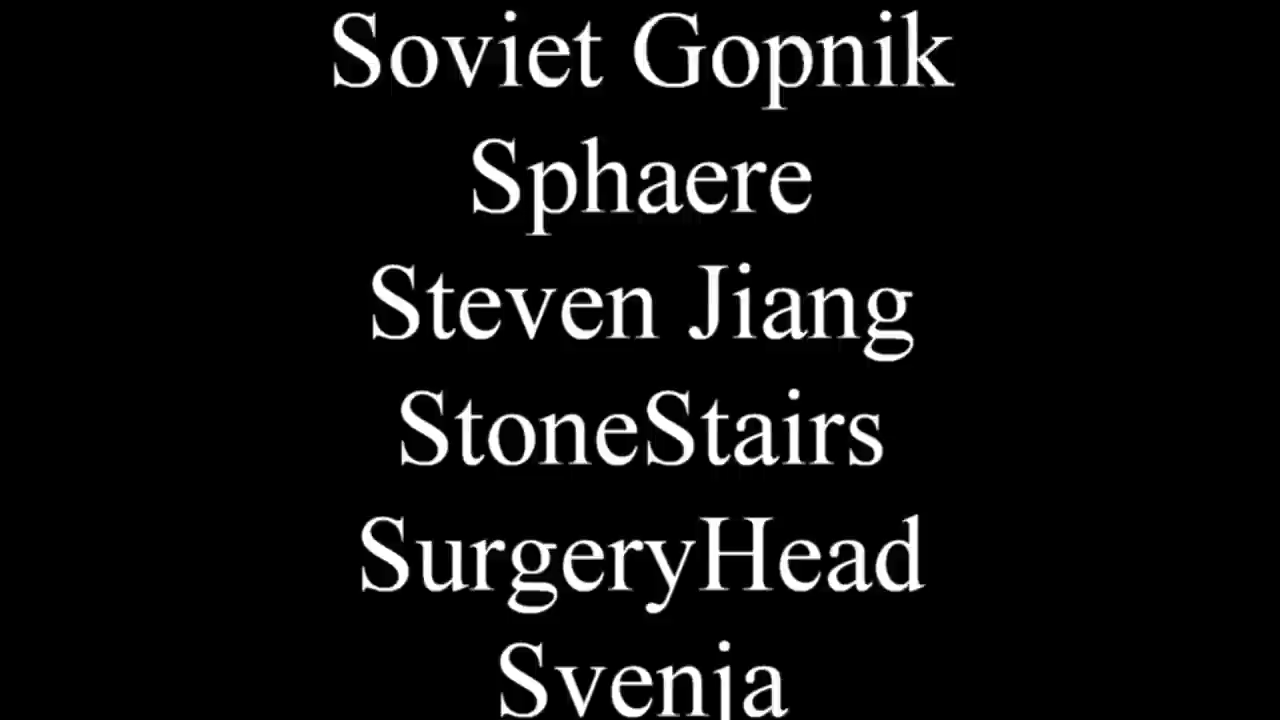 Soviet Gopnik
Sphaere
Steven Jiang
StoneStairs
SurgeryHead
Svenja